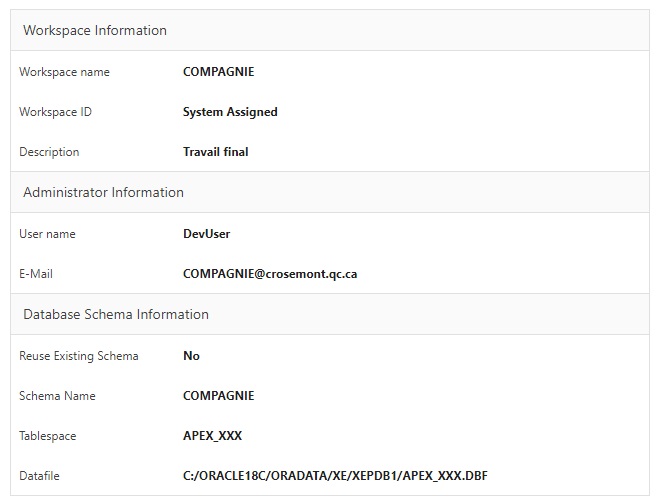 Workspace Information
Workspace name COMPAGNIE
Workspace ID System Assigned
Description Travail final
Administrator Information
User name DevUser
E-Mail COMPAGNIE@crosemont.qc.ca
Database Schema Information
Reuse Existing Schema No
Schema Name COMPAGNIE
Tablespace APEX_XXX
Datafile C:/ORACLE18C/ORADATA/XE/XEPDB1/APEX_XXX.DBF